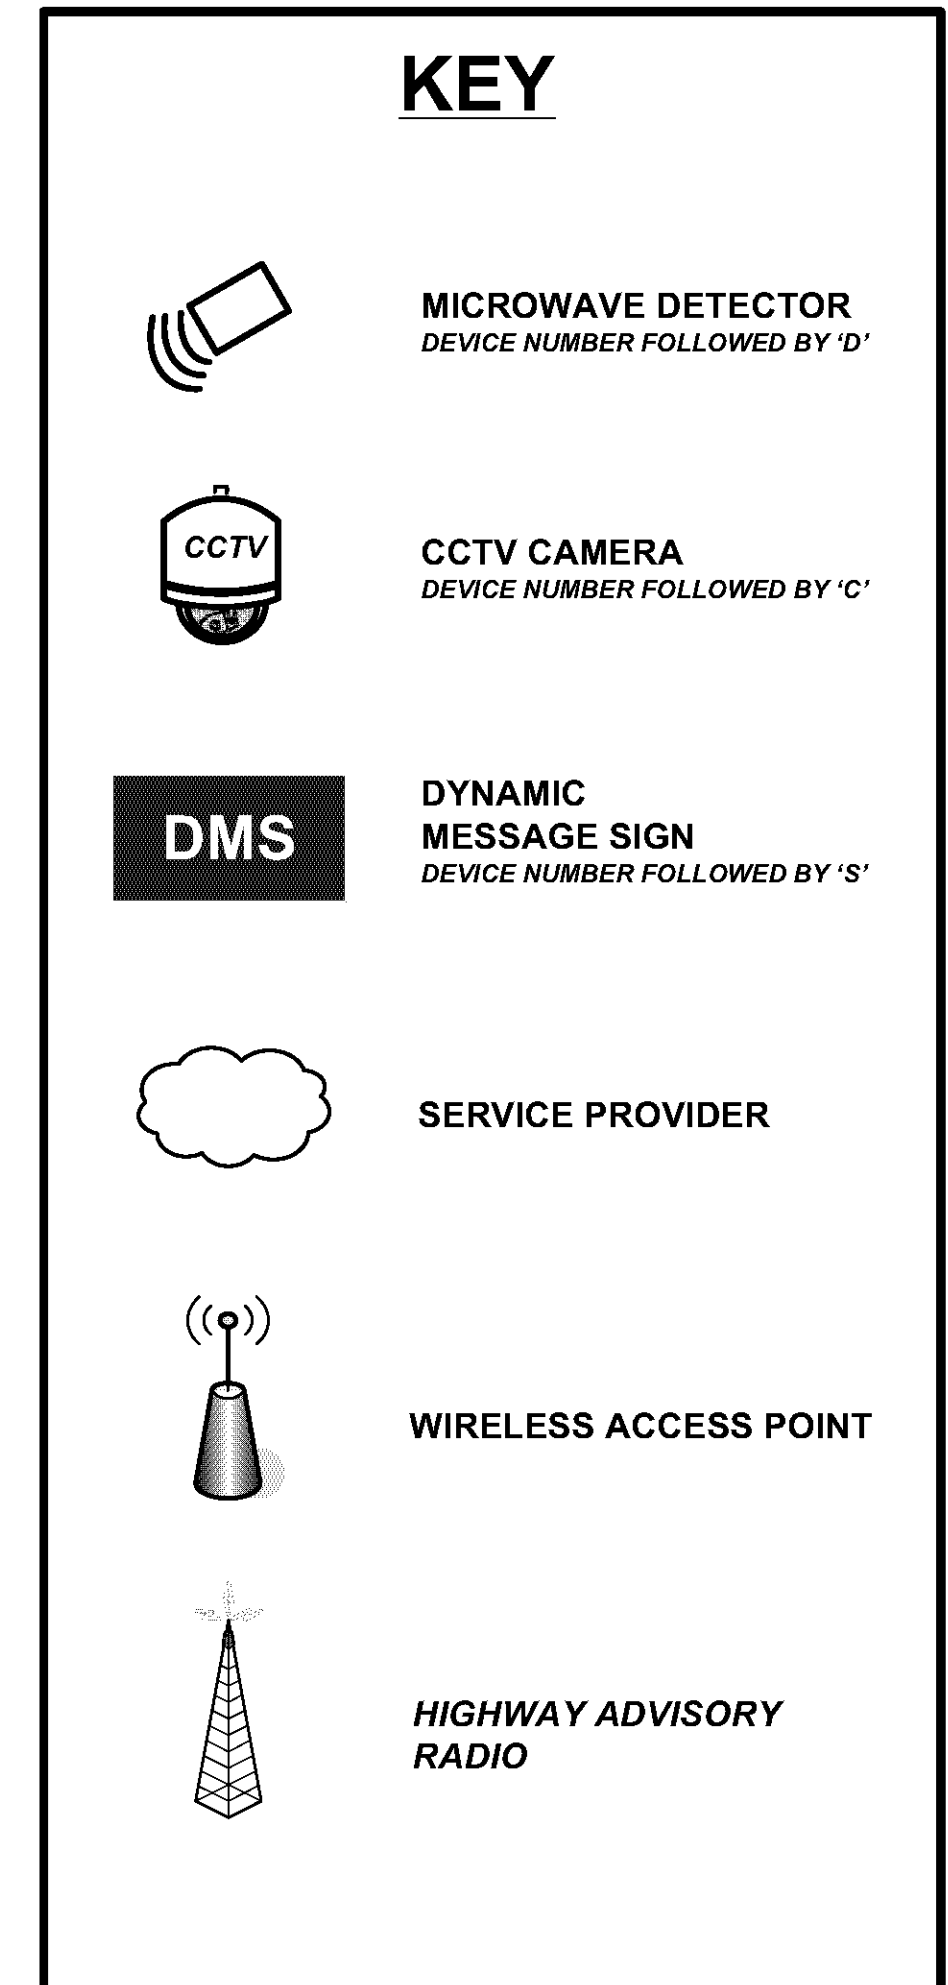 KEY
MICROWAVE DETECTOR
DEVICE NUMBER FOLLOWED BY ‘D’
CCTV
CCTV CAMERA
DEVICE NUMBER FOLLOWED BY ‘C’
DMS
DYNAMIC
MESSAGE SIGN
DEVICE NUMBER FOLLOWED BY ‘S’
SERVICE PROVIDER
WIRELESS ACCESS POINT
HIGHWAY ADVISORY
RADIO